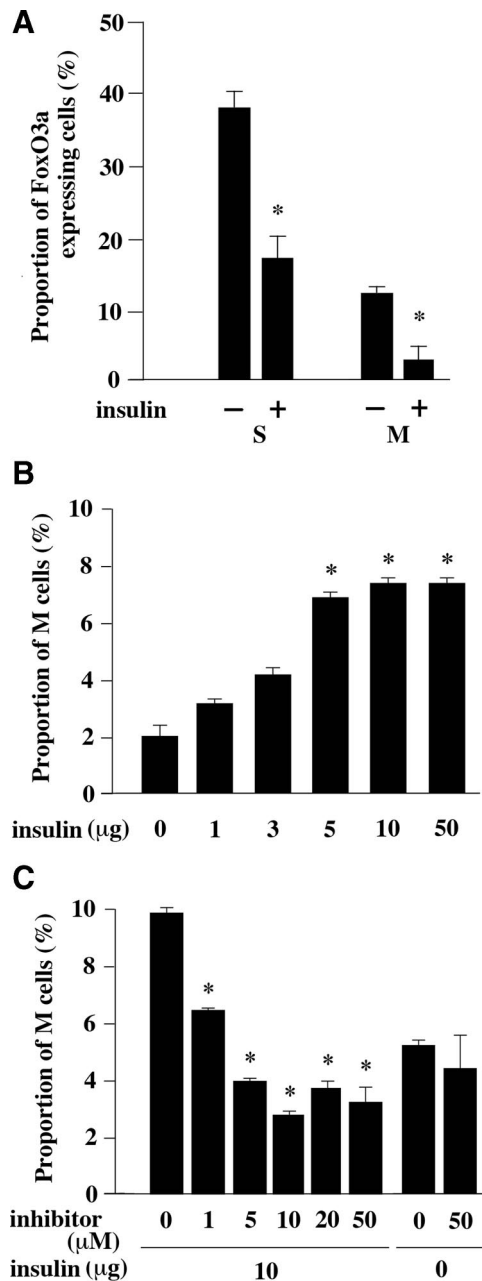 A
Proportion of FoxO3a
expressing cells (%)
50
40
30
20
10
0
*
*
insulin − + − +
S M
B
Proportion of M cells (%)
10
8
6
4
2
0
* * *
insulin (μg) 0 1 3 5 10 50
C
Proportion of M cells (%)
10
8
6
4
2
0
*
*
*
*
*
inhibitor 0 1 5 10 20 50 0 50
(μM)
insulin (μg) 10 0